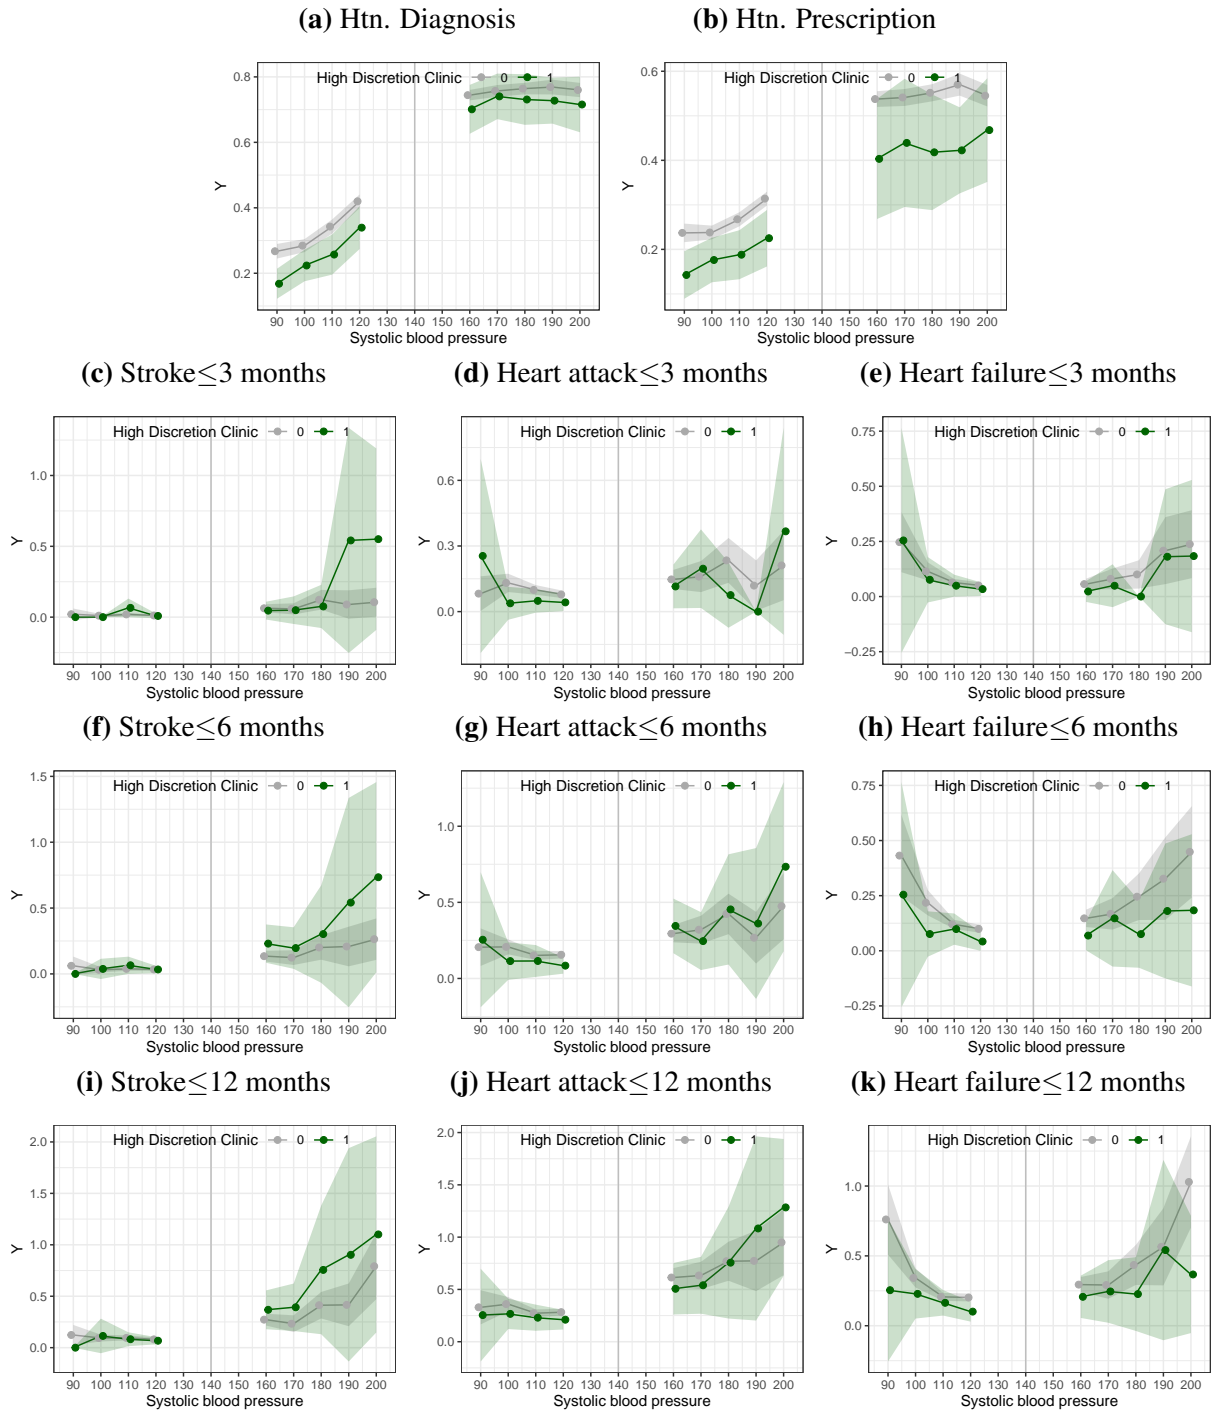 (a) Htn. Diagnosis
(b) Htn. Prescription
High Discretion Clinic 0 1
0.8
0.6
0.4
0.2
Y
90 100 110 120 130 140 150 160 170 180 190 200
Systolic blood pressure
High Discretion Clinic 0 1
0.6
0.4
0.2
Y
90 100 110 120 130 140 150 160 170 180 190 200
Systolic blood pressure
(c) Stroke≤3 months
(d) Heart attack≤3 months
(e) Heart failure≤3 months
High Discretion Clinic 0 1
1.0
0.5
0.0
Y
90 100 110 120 130 140 150 160 170 180 190 200
Systolic blood pressure
High Discretion Clinic 0 1
0.6
0.3
0.0
Y
90 100 110 120 130 140 150 160 170 180 190 200
Systolic blood pressure
High Discretion Clinic 0 1
0.75
0.50
0.25
0.00
−0.25
Y
90 100 110 120 130 140 150 160 170 180 190 200
Systolic blood pressure
(f) Stroke≤6 months
(g) Heart attack≤6 months
(h) Heart failure≤6 months
High Discretion Clinic 0 1
1.5
1.0
0.5
0.0
Y
90 100 110 120 130 140 150 160 170 180 190 200
Systolic blood pressure
High Discretion Clinic 0 1
1.0
0.5
0.0
Y
90 100 110 120 130 140 150 160 170 180 190 200
Systolic blood pressure
High Discretion Clinic 0 1
0.75
0.50
0.25
0.00
−0.25
Y
90 100 110 120 130 140 150 160 170 180 190 200
Systolic blood pressure
(i) Stroke≤12 months
(j) Heart attack≤12 months
(k) Heart failure≤12 months
High Discretion Clinic 0 1
2.0
1.5
1.0
0.5
0.0
Y
90 100 110 120 130 140 150 160 170 180 190 200
Systolic blood pressure
High Discretion Clinic 0 1
2.0
1.5
1.0
0.5
0.0
Y
90 100 110 120 130 140 150 160 170 180 190 200
Systolic blood pressure
High Discretion Clinic 0 1
1.0
0.5
0.0
Y
90 100 110 120 130 140 150 160 170 180 190 200
Systolic blood pressure